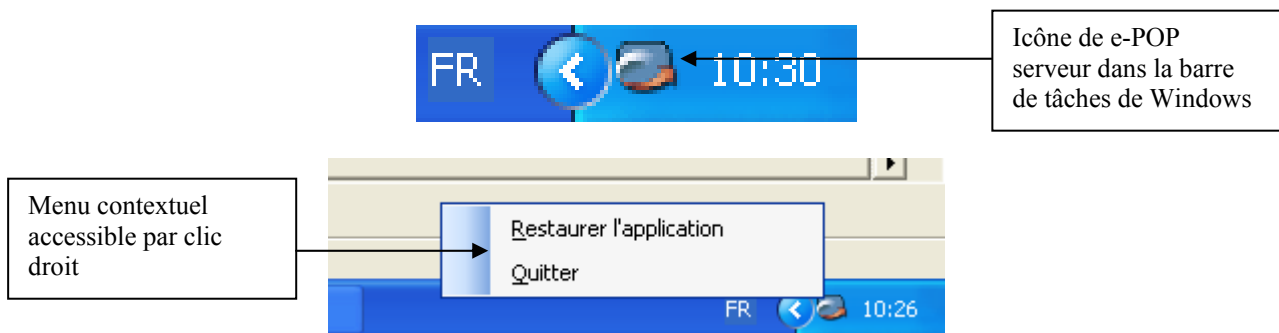 FR 10:30
Icône de e-POP
serveur dans la barre
de tâches de Windows
Menu contextuel
accessible par clic
droit
Restaurer l'application
Quitter
FR 10:26